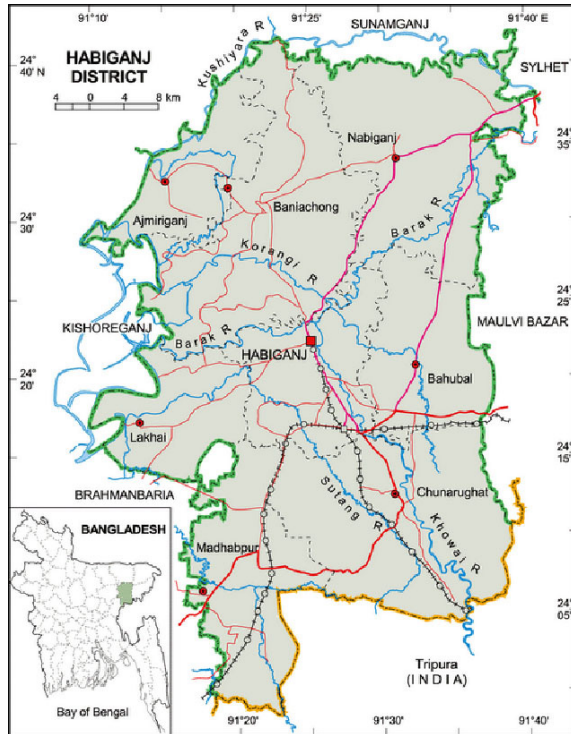 91°10'
91°25'
91°40' E
SUNAMGANJ
24°
40' N
HABIGANJ
DISTRICT
4 0 4 8 km
Kushiyara R
SYLHET
24°
35'
Nabiganj
Baniachong
Ajmiriganj
24°
30'
Barak R
Korangi R
24°
25'
KISHOREGANJ
MAULVI BAZAR
Barak R
HABIGANJ
24°
20'
Bahubal
Lakhai
24°
15'
BRAHMANBARIA
Sutang R
Chunarughat
Khowai R
BANGLADESH
Madhabpur
24°
05'
Tripura
(INDIA)
Bay of Bengal
91°20'
91°30'
91°40'